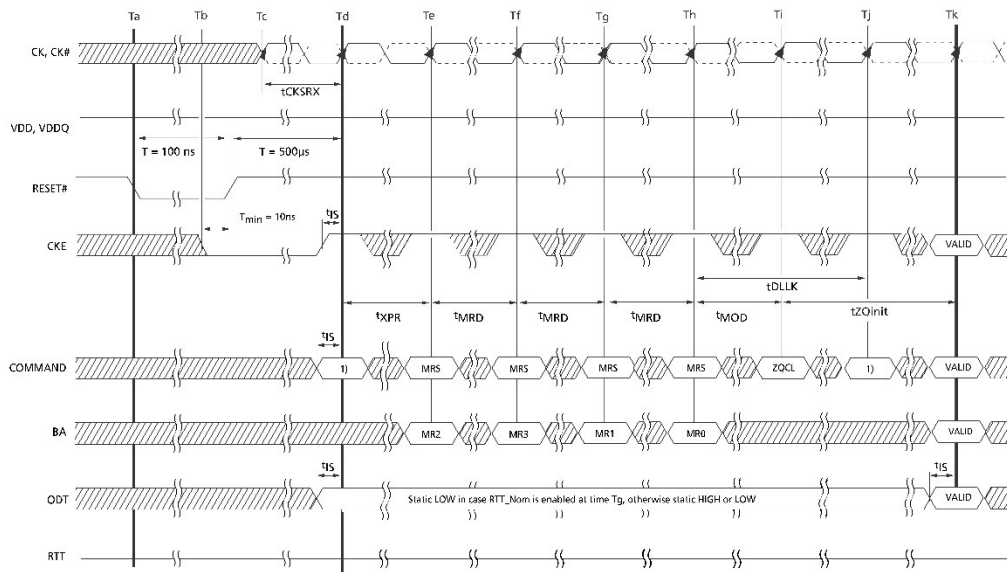 Ta Tb Tc Td Te Tf Tg Th Ti Tj Tk
CK, CK#
tCKSRX
VDD, VDDQ
T = 100 ns T = 500µs
RESET#
Tmin = 10ns tIS
CKE VALID
tDLLK
tXPR tMRD tMRD tMRD tMOD tZQinit
tIS
COMMAND 1) MRS MRS MRS MRS ZQCL 1) VALID
BA MR2 MR3 MR1 MR0 VALID
tIS tIS
ODT Static LOW in case RTT_Nom is enabled at time Tg, otherwise static HIGH or LOW VALID
RTT